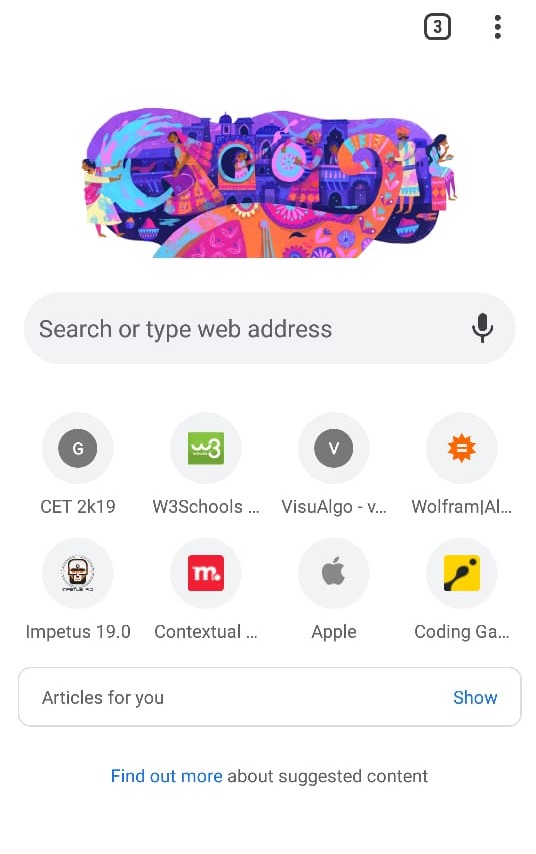 3
Search or type web address
G
W3
V
=
CET 2k19
W3Schools ...
VisuAlgo - v...
Wolfram|Al...
m.
Impetus 19.0
Contextual ...
Apple
Coding Ga...
Articles for you
Show
Find out more about suggested content